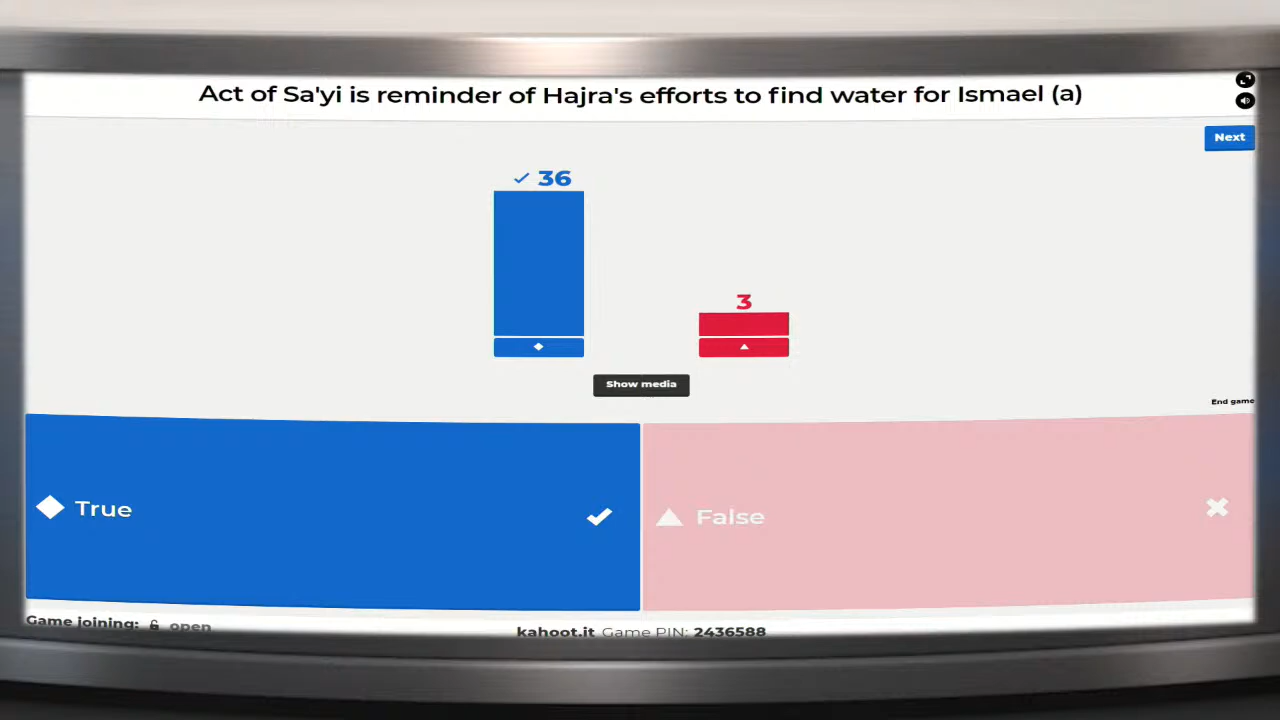 Act of Sa'yi is reminder of Hajra's efforts to find water for Ismael (a)
Next
36
3
Show media
End game
True
False
Game joining: open
kahoot.it Game PIN: 2436588